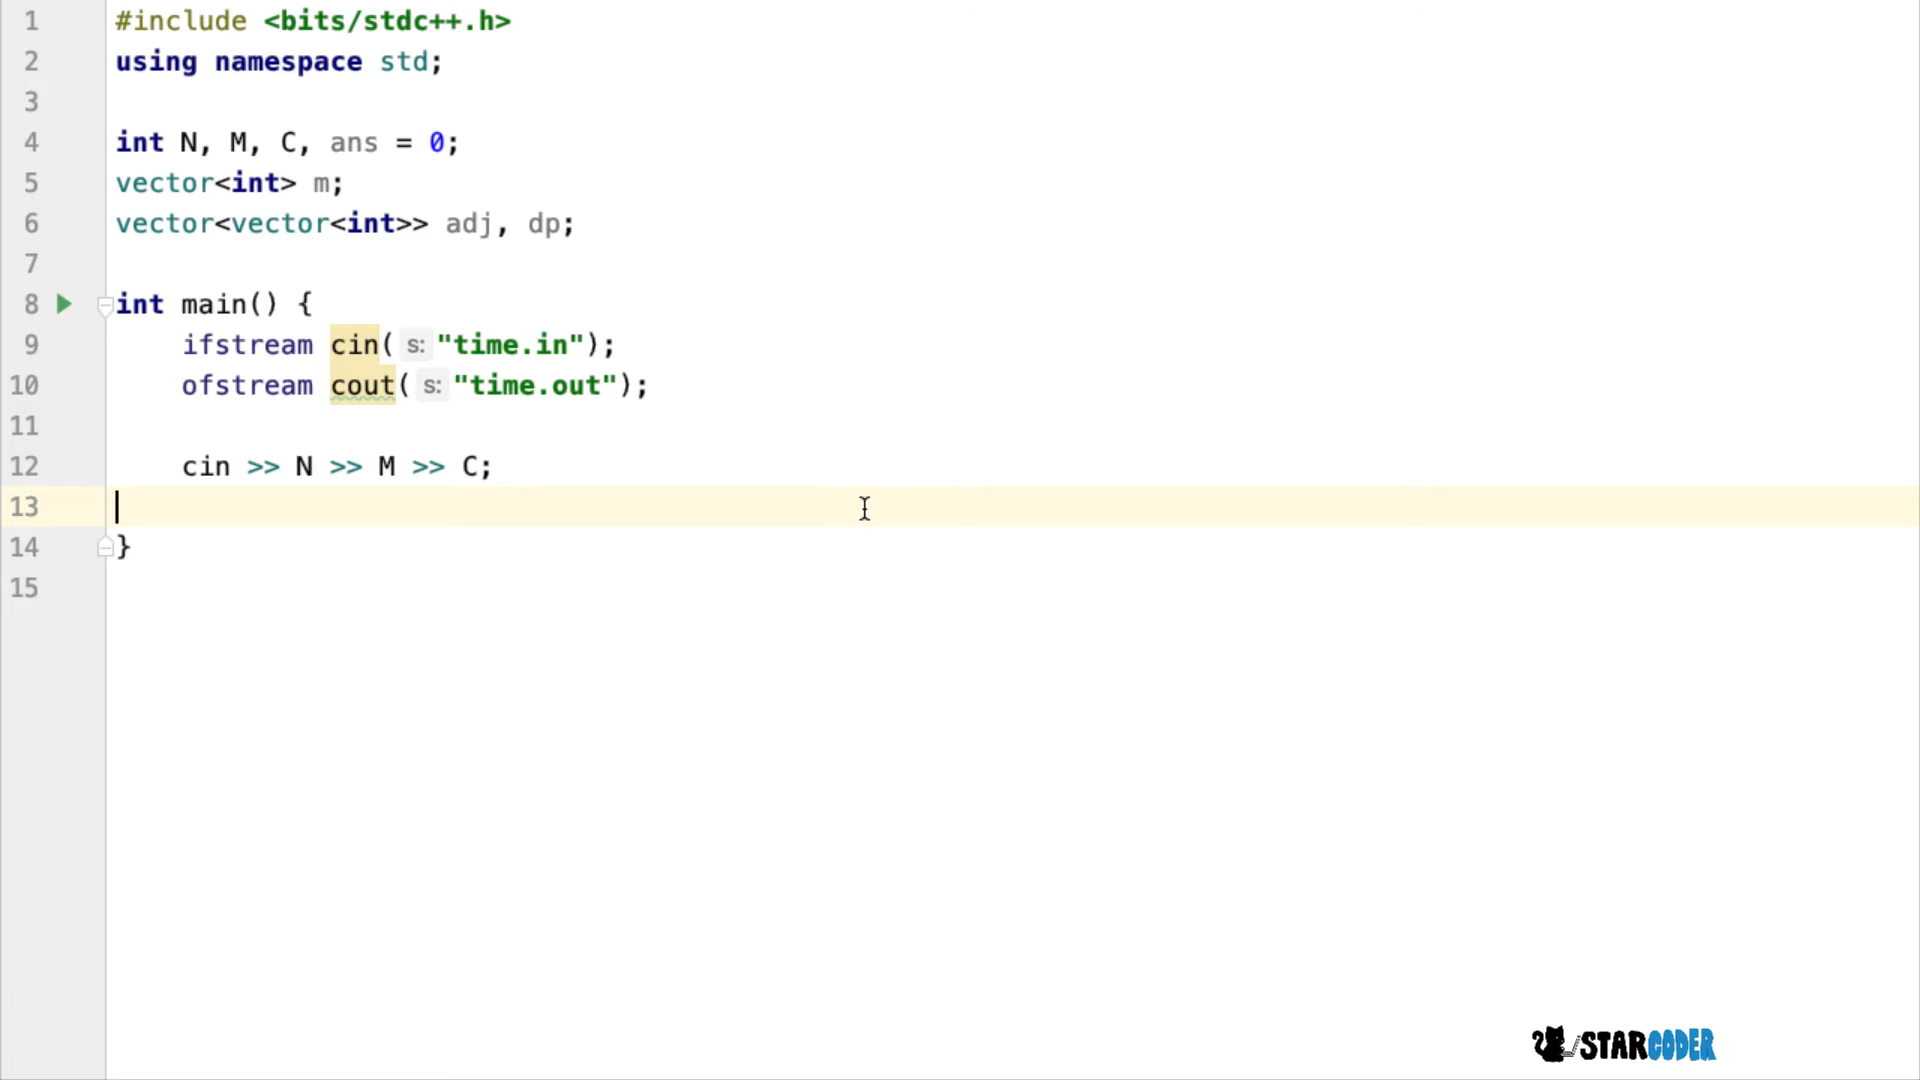 1 #include <bits/stdc++.h>
2 using namespace std;
3
4 int N, M, C, ans = 0;
5 vector<int> m;
6 vector<vector<int>> adj, dp;
7
8 int main() {
9 ifstream cin( s: "time.in");
10 ofstream cout( s: "time.out");
11
12 cin >> N >> M >> C;
13
14 }
15
STARCODER